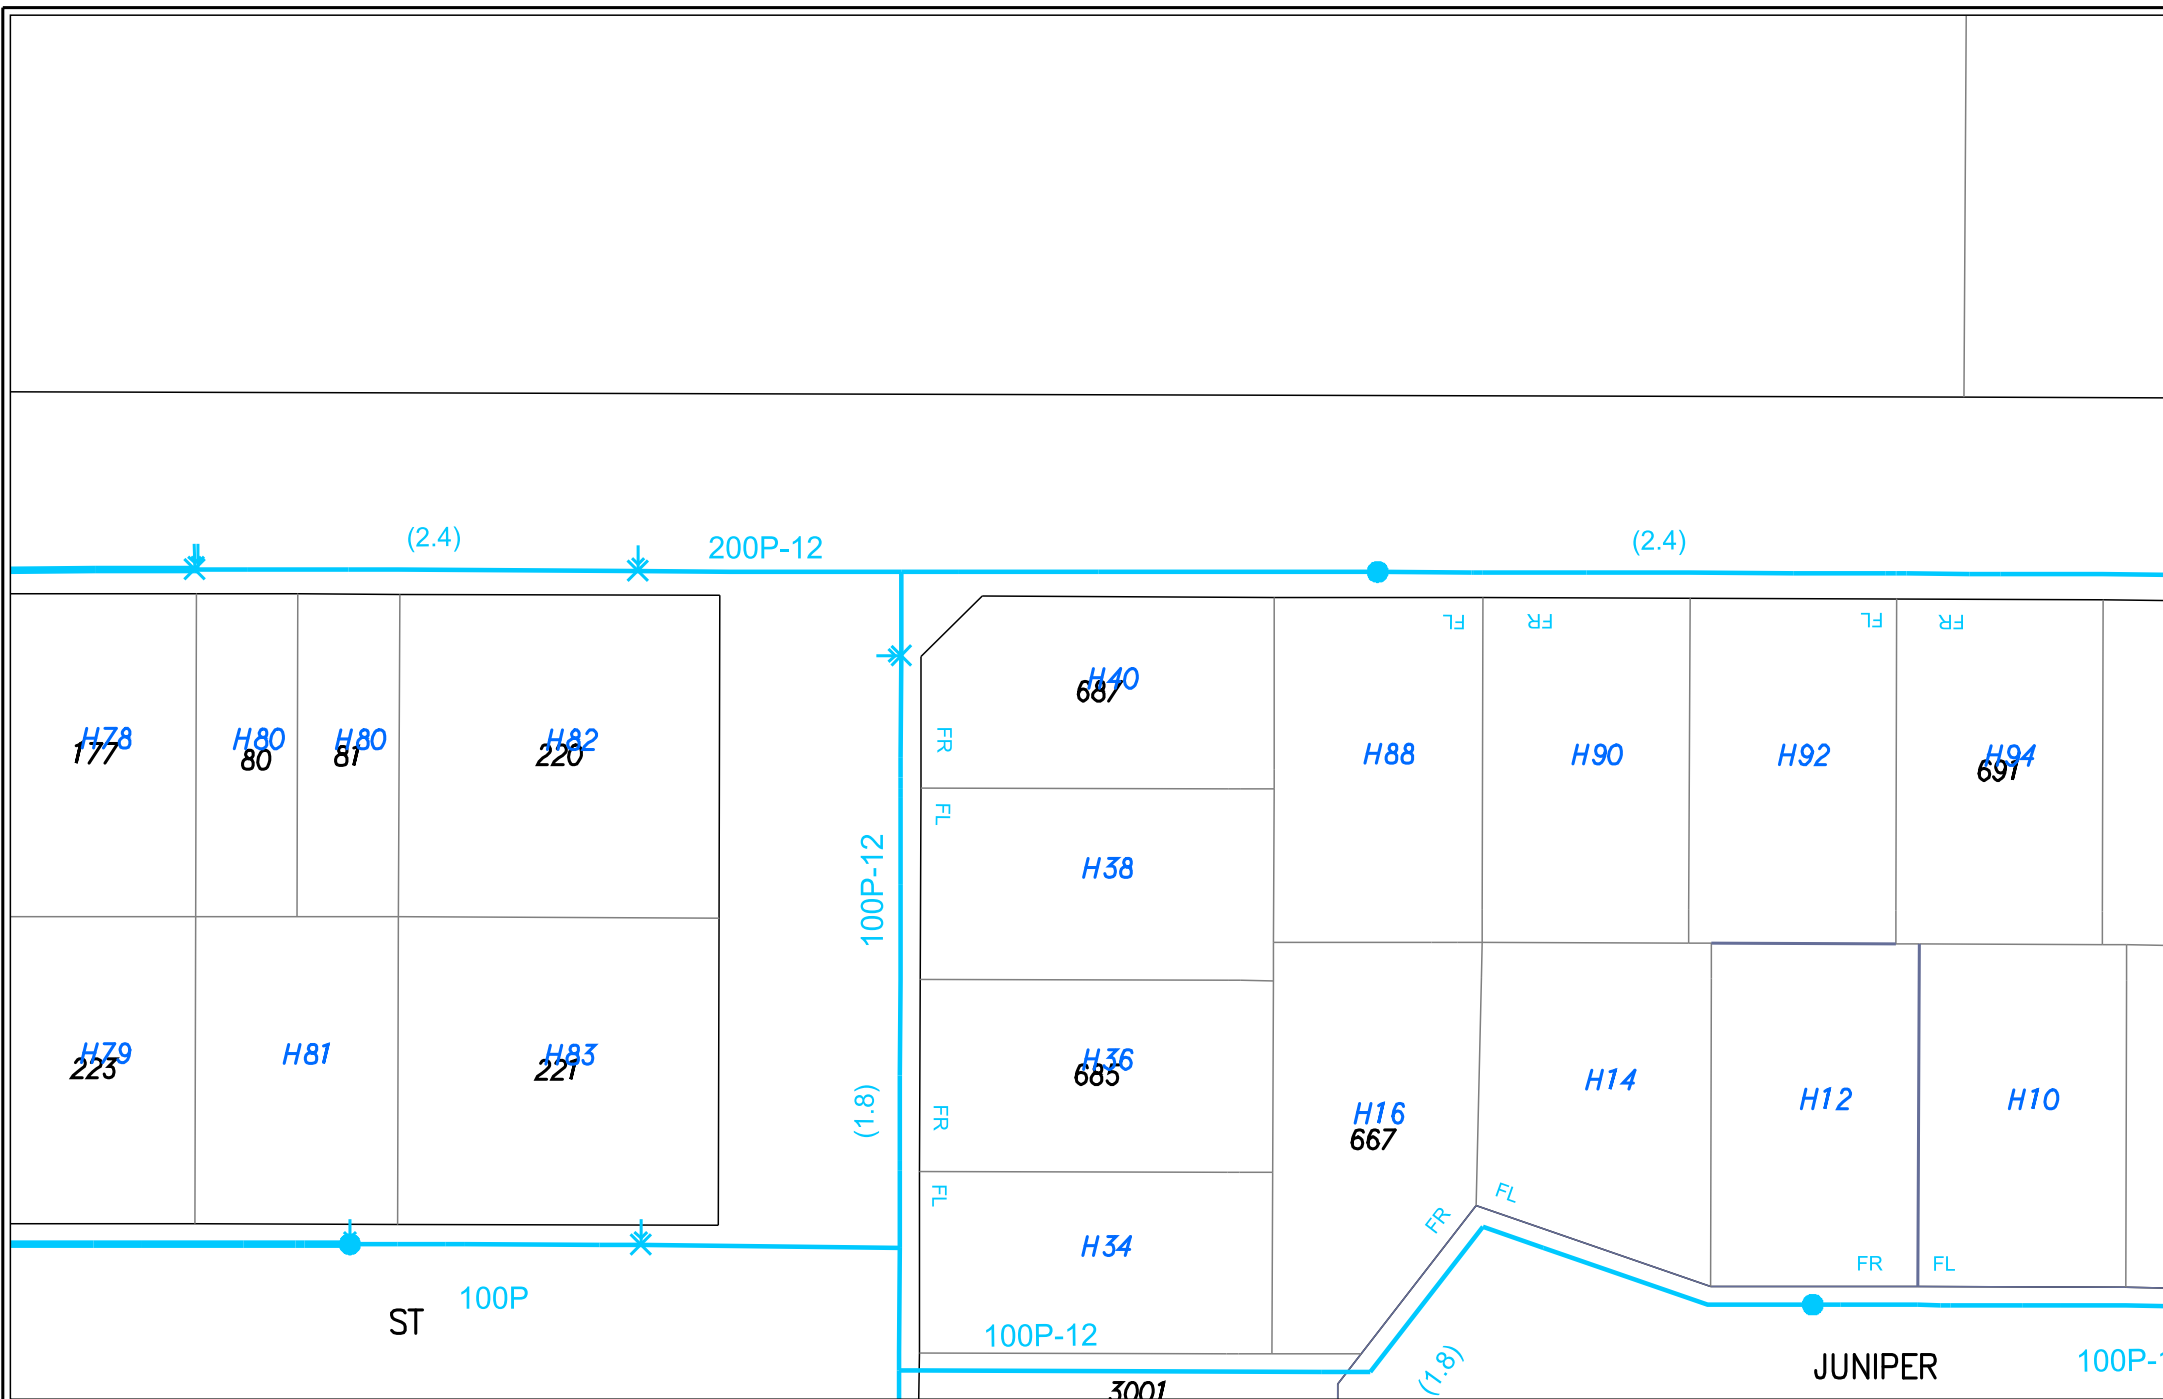 (2.4)
200P-12
(2.4)
FL
FR
FL
FR
H40
687
H78
177
H80
80
H80
81
H82
220
FR
H88
H90
H92
H94
691
FL
100P-12
H38
H79
223
H81
H83
221
H36
685
(1.8)
FR
H16
667
H14
H12
H10
FL
FR
FL
H34
FR
FL
100P
ST
100P-12
(1.8)
JUNIPER
100P-1
3001